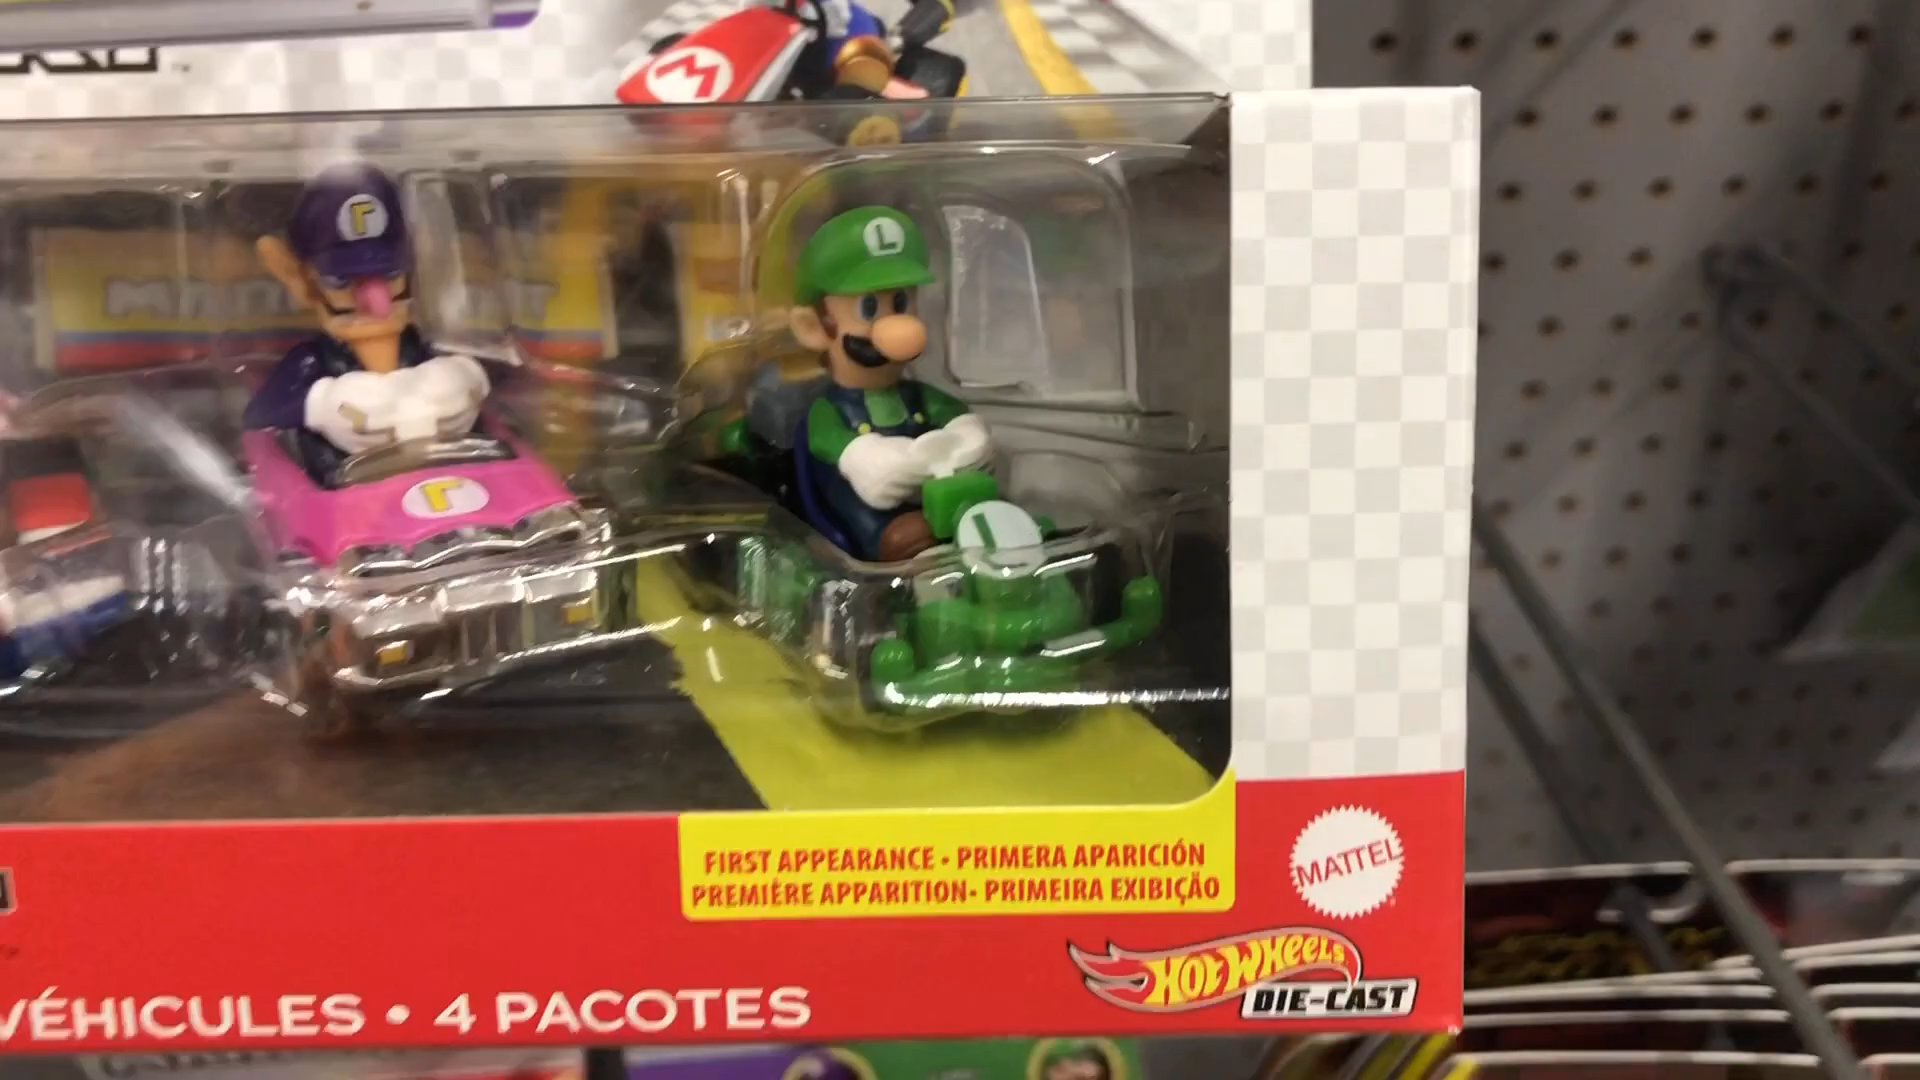 M
L
L
FIRST APPEARANCE • PRIMERA APARICIÓN
PREMIÈRE APPARITION • PRIMEIRA EXIBIÇÃO
MATTEL
HOT WHEELS
DIE-CAST
VÉHICULES • 4 PACOTES